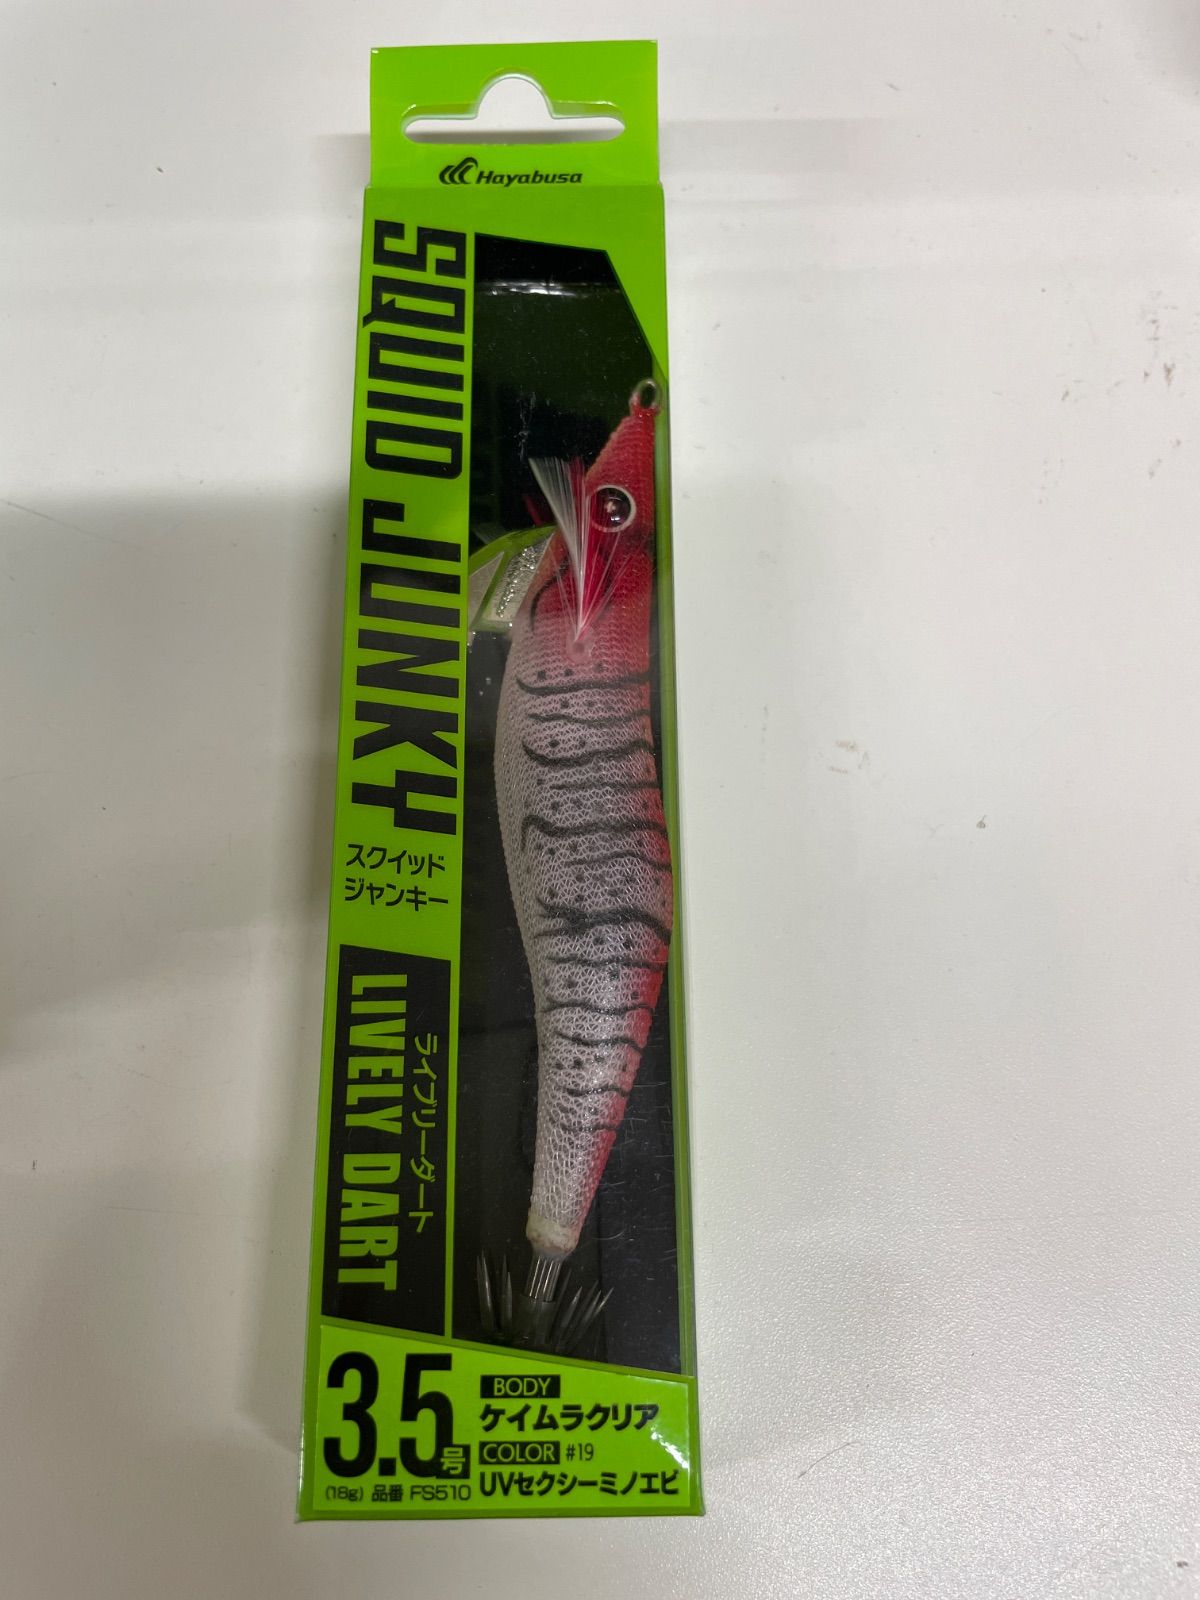 Hayabusa
SQUID JUNKY
スクイッド
ジャンキー
ライブリーダート
LIVELY DART
3.5号
(18g) 品番 FS510
BODY
ケイムラクリア
COLOR #19
UVセクシーミノエビ